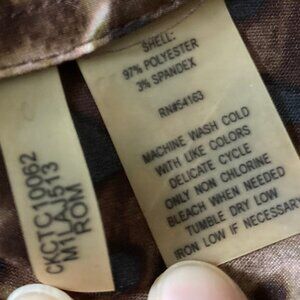 SHELL:
97% POLYESTER
3% SPANDEX
RN#54163
MACHINE WASH COLD
WITH LIKE COLORS
DELICATE CYCLE
ONLY NON CHLORINE
BLEACH WHEN NEEDED
TUMBLE DRY LOW
IRON LOW IF NECESSARY
CKCTC10062
M1LAJ513
ROM